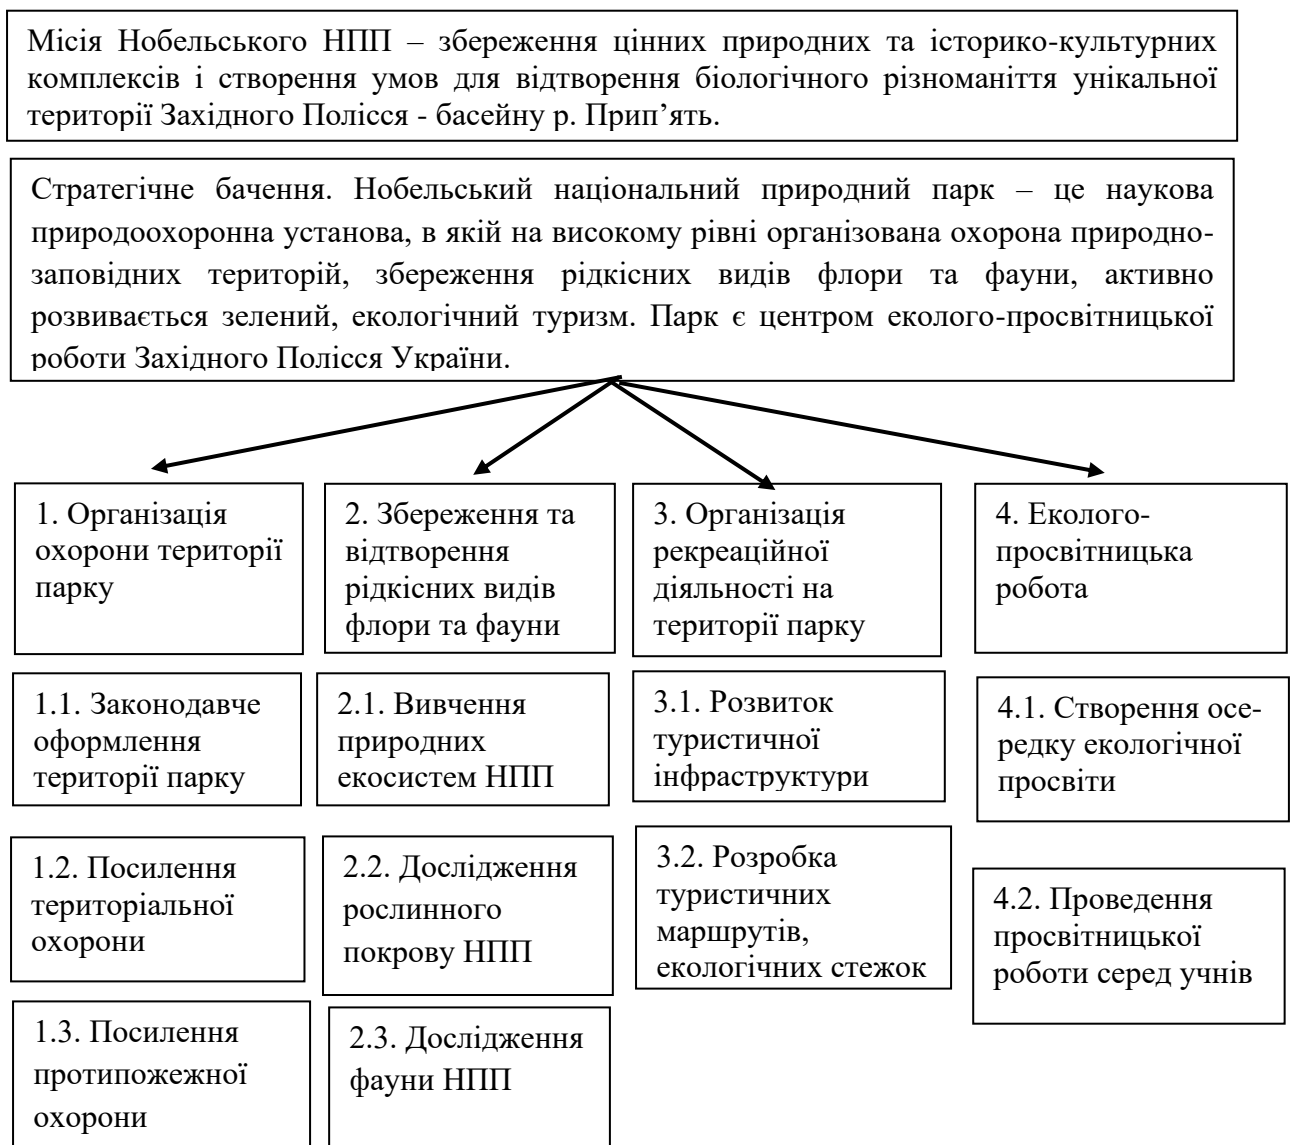 Місія Нобельського НПП – збереження цінних природних та історико-культурних
комплексів і створення умов для відтворення біологічного різноманіття унікальної
території Західного Полісся - басейну р. Прип’ять.
Стратегічне бачення. Нобельський національний природний парк – це наукова
природоохоронна установа, в якій на високому рівні організована охорона природно-
заповідних територій, збереження рідкісних видів флори та фауни, активно
розвивається зелений, екологічний туризм. Парк є центром еколого-просвітницької
роботи Західного Полісся України.
1. Організація
охорони території
парку
2. Збереження та
відтворення
рідкісних видів
флори та фауни
3. Організація
рекреаційної
діяльності на
території парку
4. Еколого-
просвітницька
робота
1.1. Законодавче
оформлення
території парку
2.1. Вивчення
природних
екосистем НПП
3.1. Розвиток
туристичної
інфраструктури
4.1. Створення осе-
редку екологічної
просвіти
1.2. Посилення
територіальної
охорони
2.2. Дослідження
рослинного
покрову НПП
3.2. Розробка
туристичних
маршрутів,
екологічних стежок
4.2. Проведення
просвітницької
роботи серед учнів
1.3. Посилення
протипожежної
охорони
2.3. Дослідження
фауни НПП